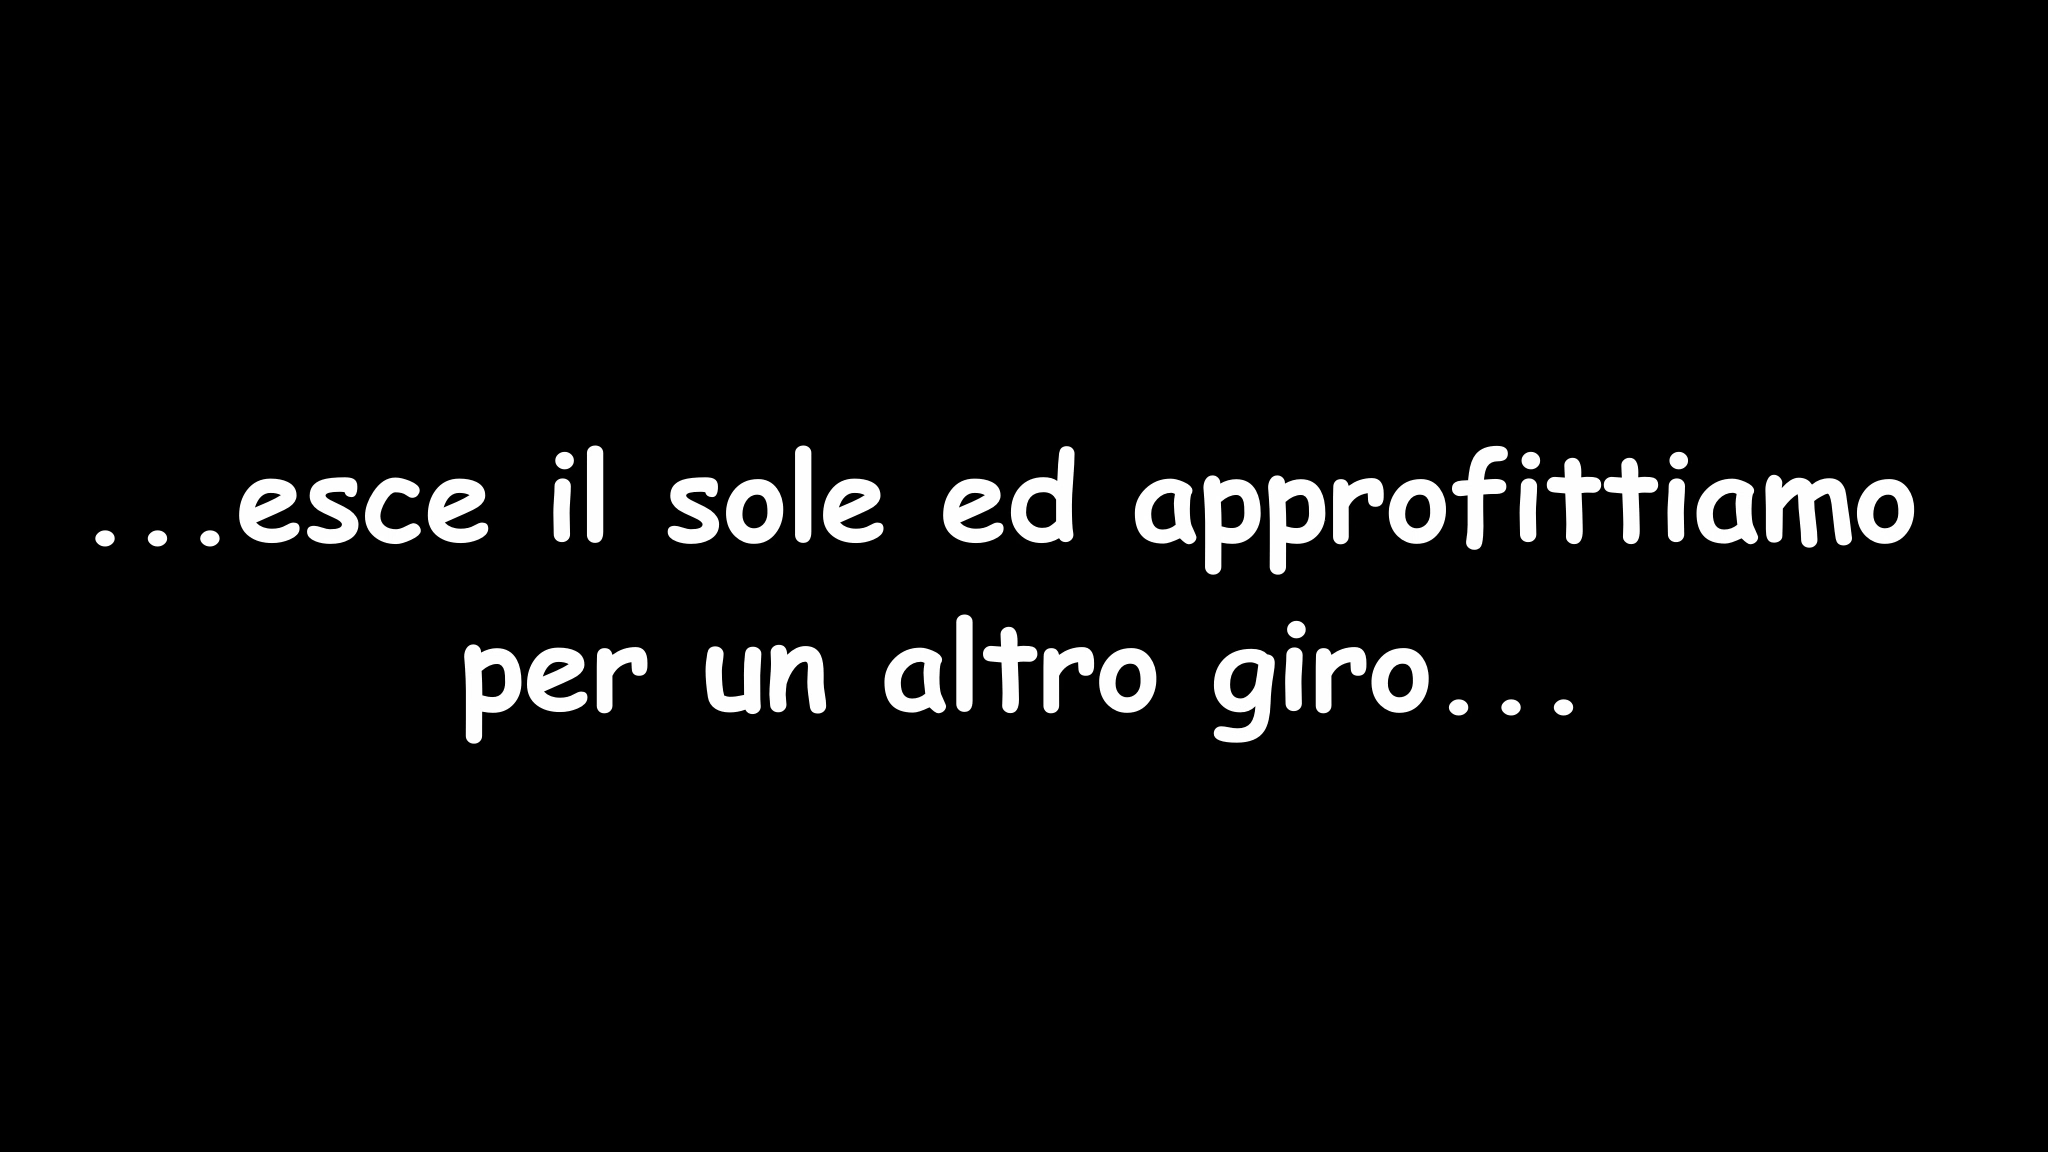 ...esce il sole ed approfittiamo
per un altro giro...